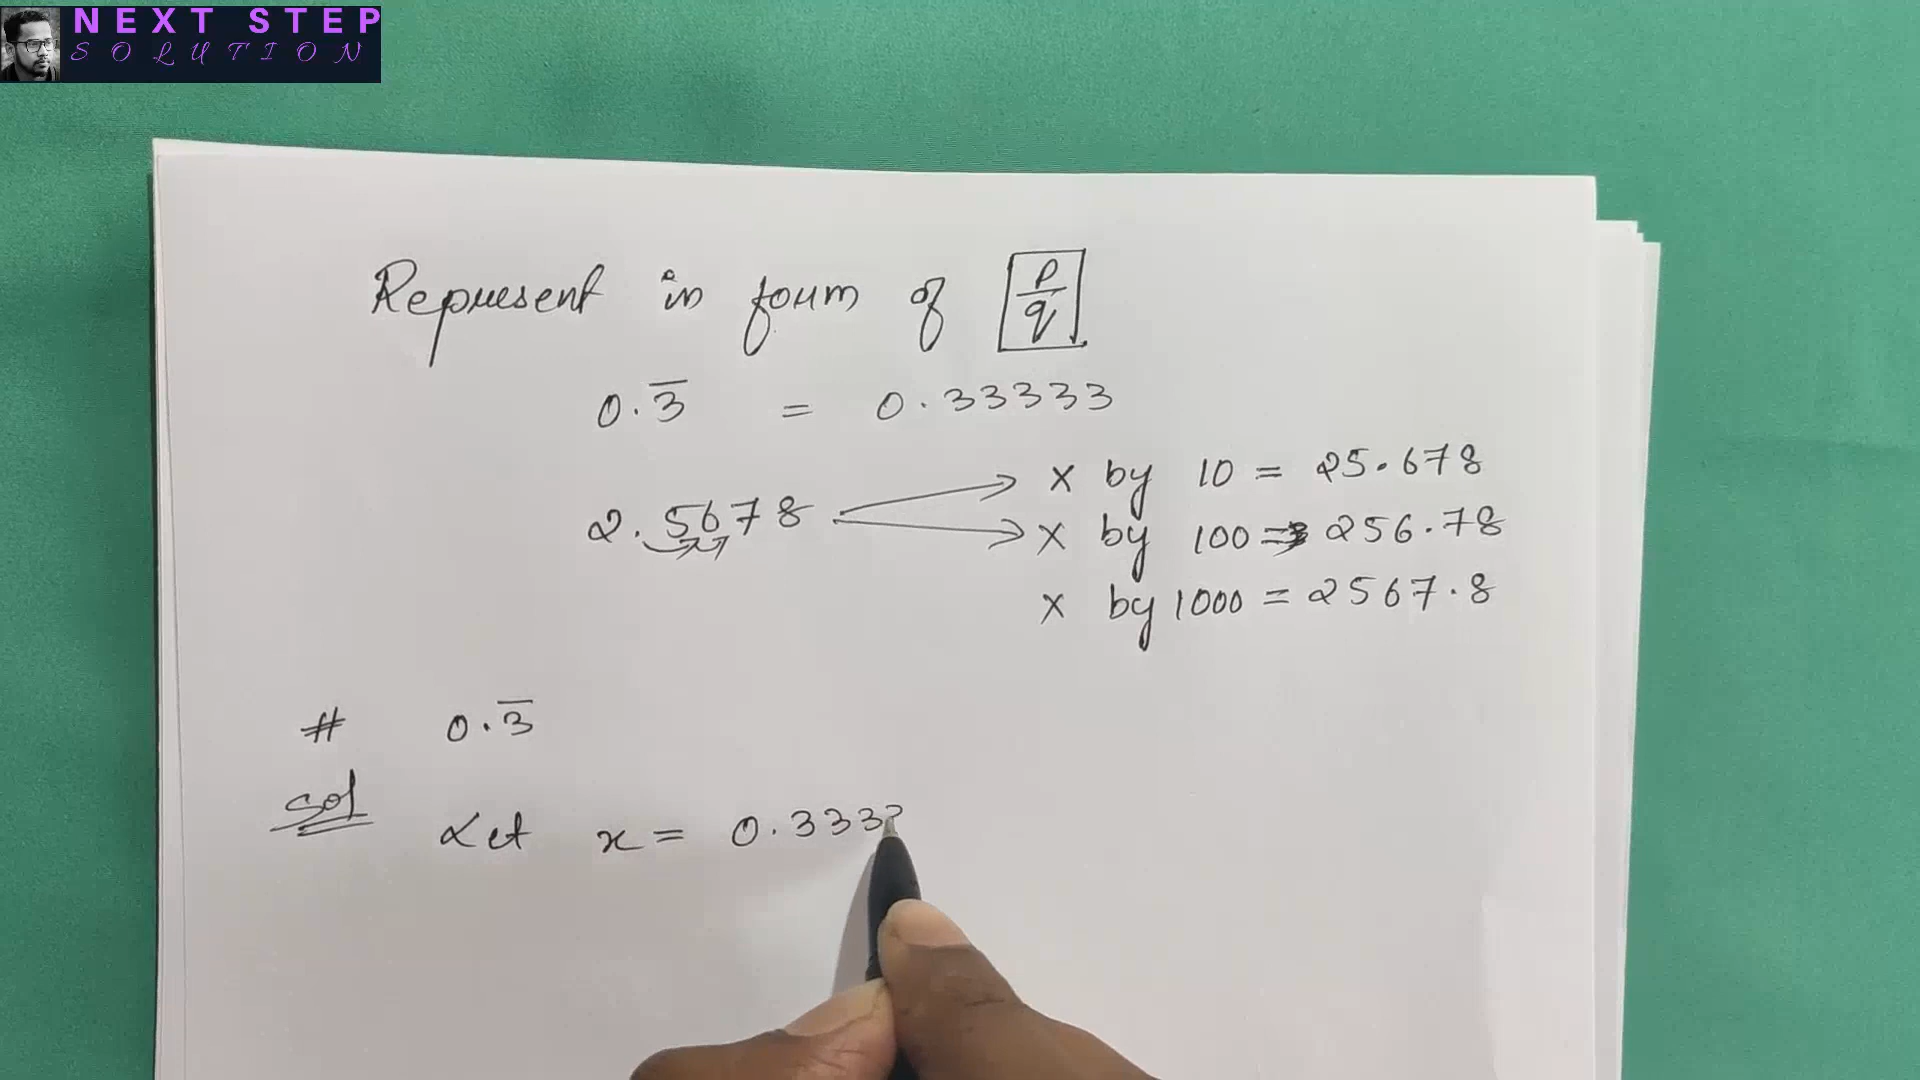 NEXT STEP
SOLUTION
Represent in form of p/q
0.3̅ = 0.33333
2.5678 → × by 10 = 25.678
→ × by 100 = 256.78
× by 1000 = 2567.8
# 0.3̅
Sol
Let x = 0.3333